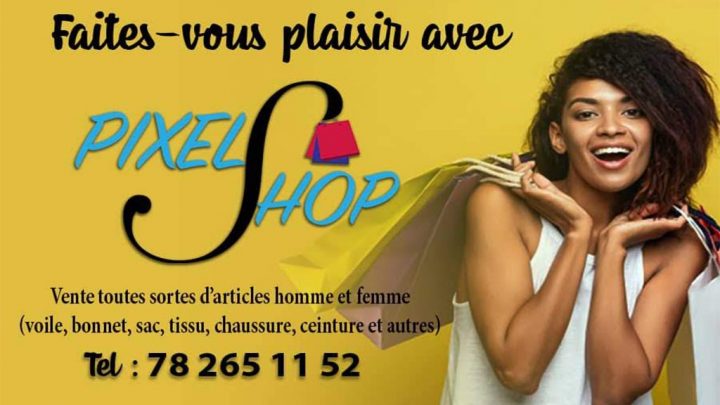 Faites-vous plaisir avec
PIXEL
SHOP
Vente toutes sortes d'articles homme et femme
(voile, bonnet, sac, tissu, chaussure, ceinture et autres)
Tel : 78 265 11 52